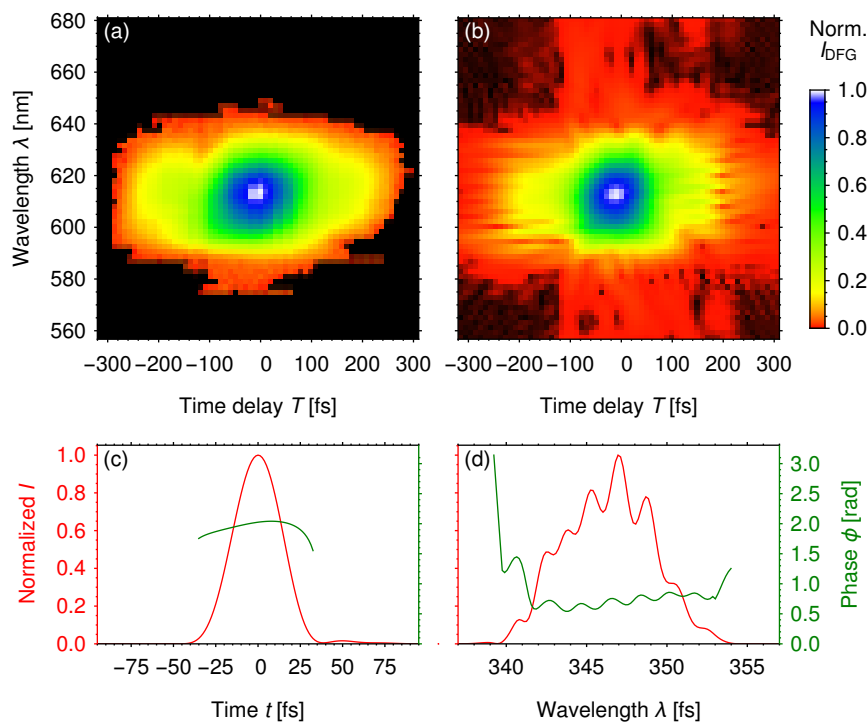 (a)
(b)
Norm.
I_DFG
680
660
640
620
600
580
560
Wavelength λ [nm]
1.0
0.8
0.6
0.4
0.2
0.0
−300 −200 −100 0 100 200 300
−300 −200 −100 0 100 200 300
Time delay T [fs]
Time delay T [fs]
(c)
(d)
1.0
0.8
0.6
0.4
0.2
0.0
Normalized I
3.0
2.5
2.0
1.5
1.0
0.5
0.0
Phase ϕ [rad]
−75 −50 −25 0 25 50 75
340 345 350 355
Time t [fs]
Wavelength λ [fs]